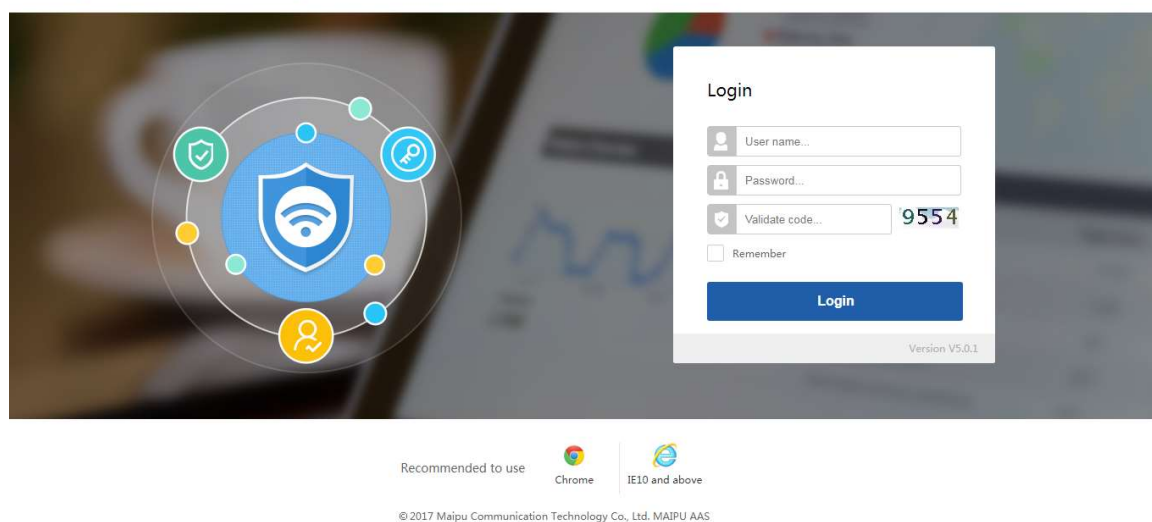 Login
User name...
Password...
Validate code...
9554
Remember
Login
Version V5.0.1
Recommended to use
Chrome
IE10 and above
© 2017 Maipu Communication Technology Co., Ltd. MAIPU AAS